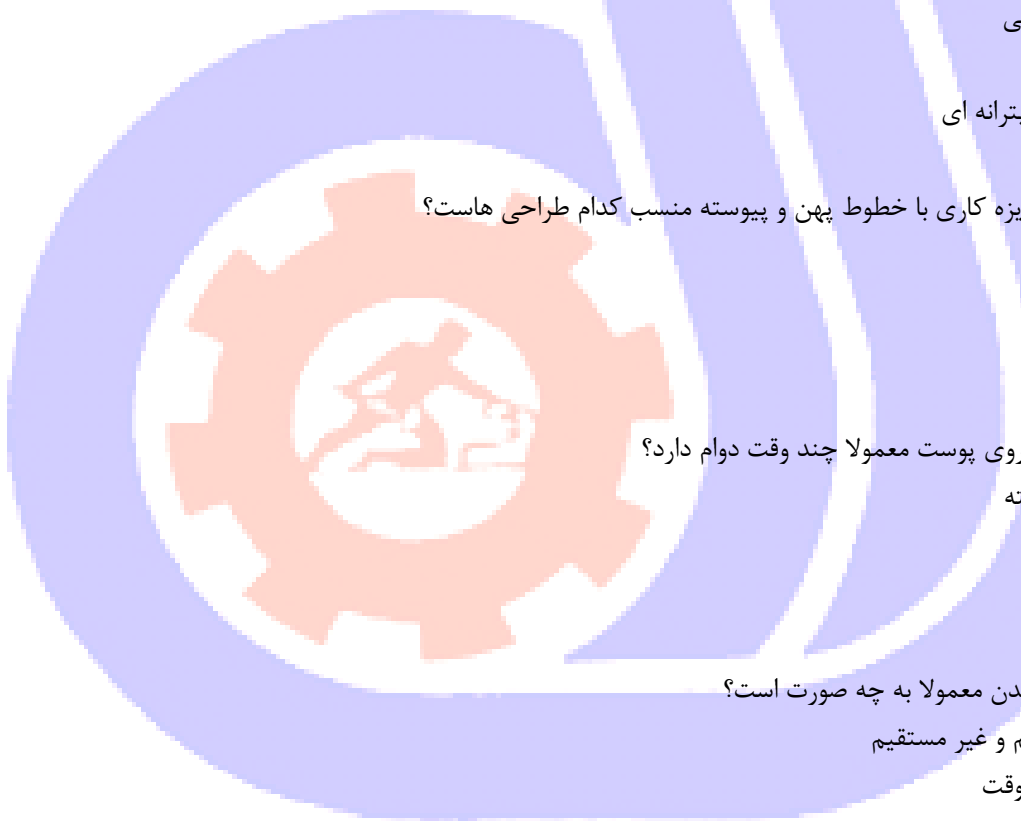 ی
یترانه ای
یزه کاری با خطوط پهن و پیوسته منسب کدام طراحی هاست؟
روی پوست معمولا چند وقت دوام دارد؟
ته
دن معمولا به چه صورت است؟
م و غیر مستقیم
وقت